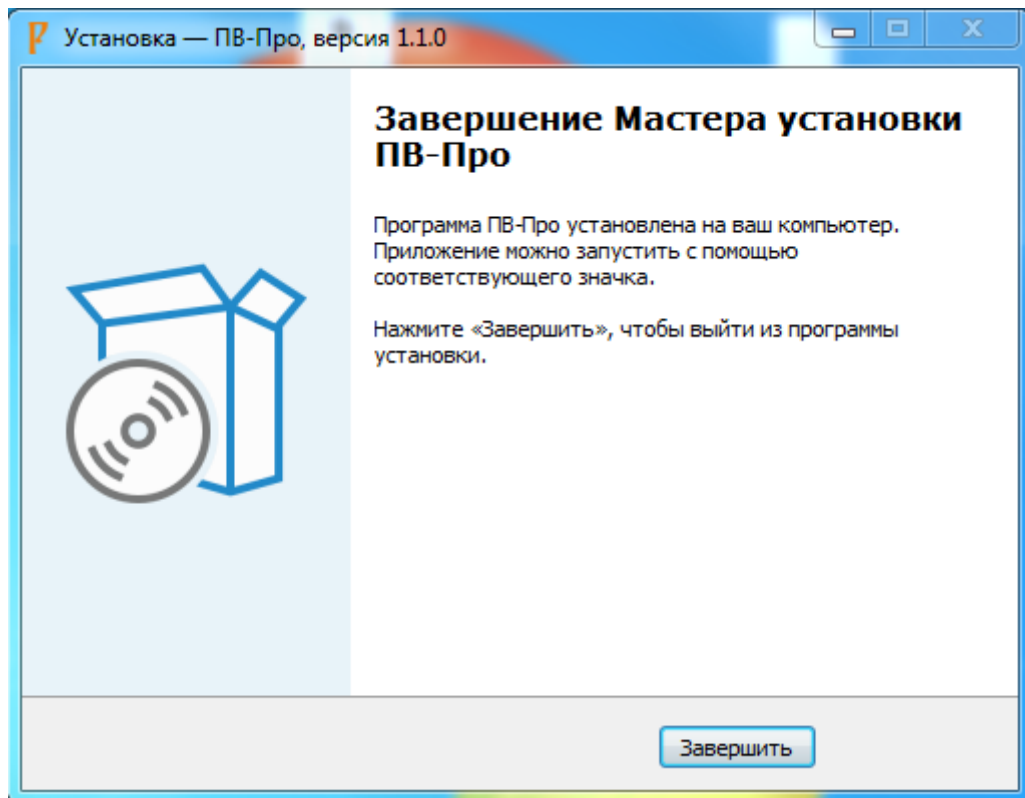 Установка — ПВ-Про, версия 1.1.0
Завершение Мастера установки
ПВ-Про
Программа ПВ-Про установлена на ваш компьютер.
Приложение можно запустить с помощью
соответствующего значка.
Нажмите «Завершить», чтобы выйти из программы
установки.
Завершить